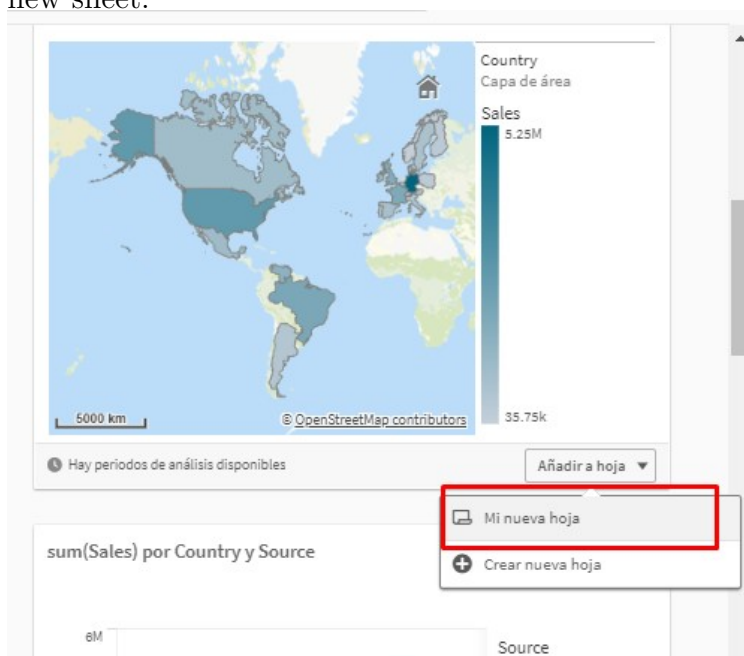 new sheet.
Country
Capa de área
Sales
5.25M
5000 km
© OpenStreetMap contributors
35.75k
Hay periodos de análisis disponibles
Añadir a hoja
Mi nueva hoja
sum(Sales) por Country y Source
Crear nueva hoja
6M
Source